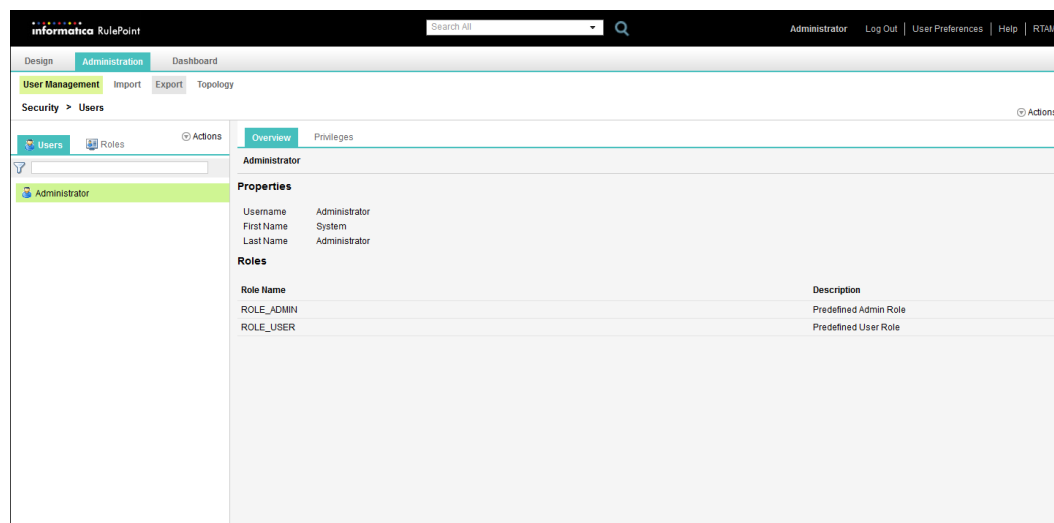 informatica RulePoint
Search All
Administrator Log Out | User Preferences | Help | RTAM
Design Administration Dashboard
User Management Import Export Topology
Security > Users
Actions
Users Roles Actions
Overview Privileges
Administrator
Administrator
Properties
Username Administrator
First Name System
Last Name Administrator
Roles
Role Name Description
ROLE_ADMIN Predefined Admin Role
ROLE_USER Predefined User Role